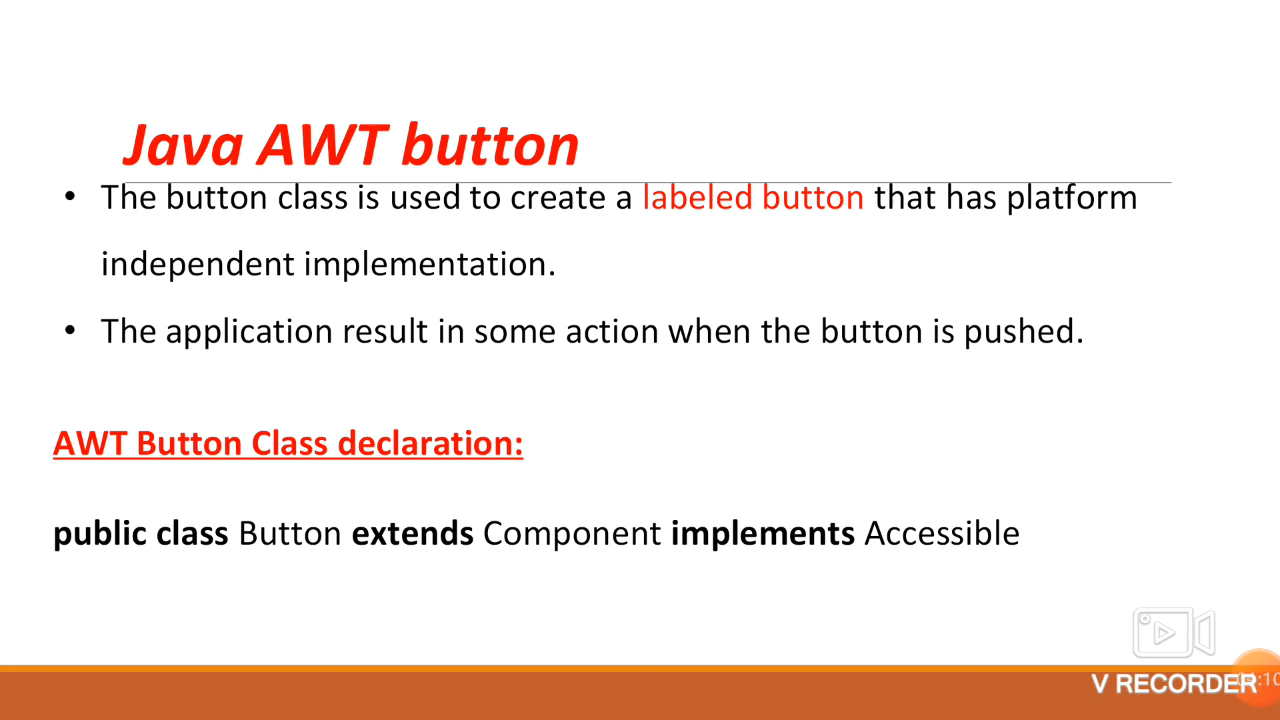 Java AWT button
• The button class is used to create a labeled button that has platform
independent implementation.
• The application result in some action when the button is pushed.
AWT Button Class declaration:
public class Button extends Component implements Accessible
V RECORDER